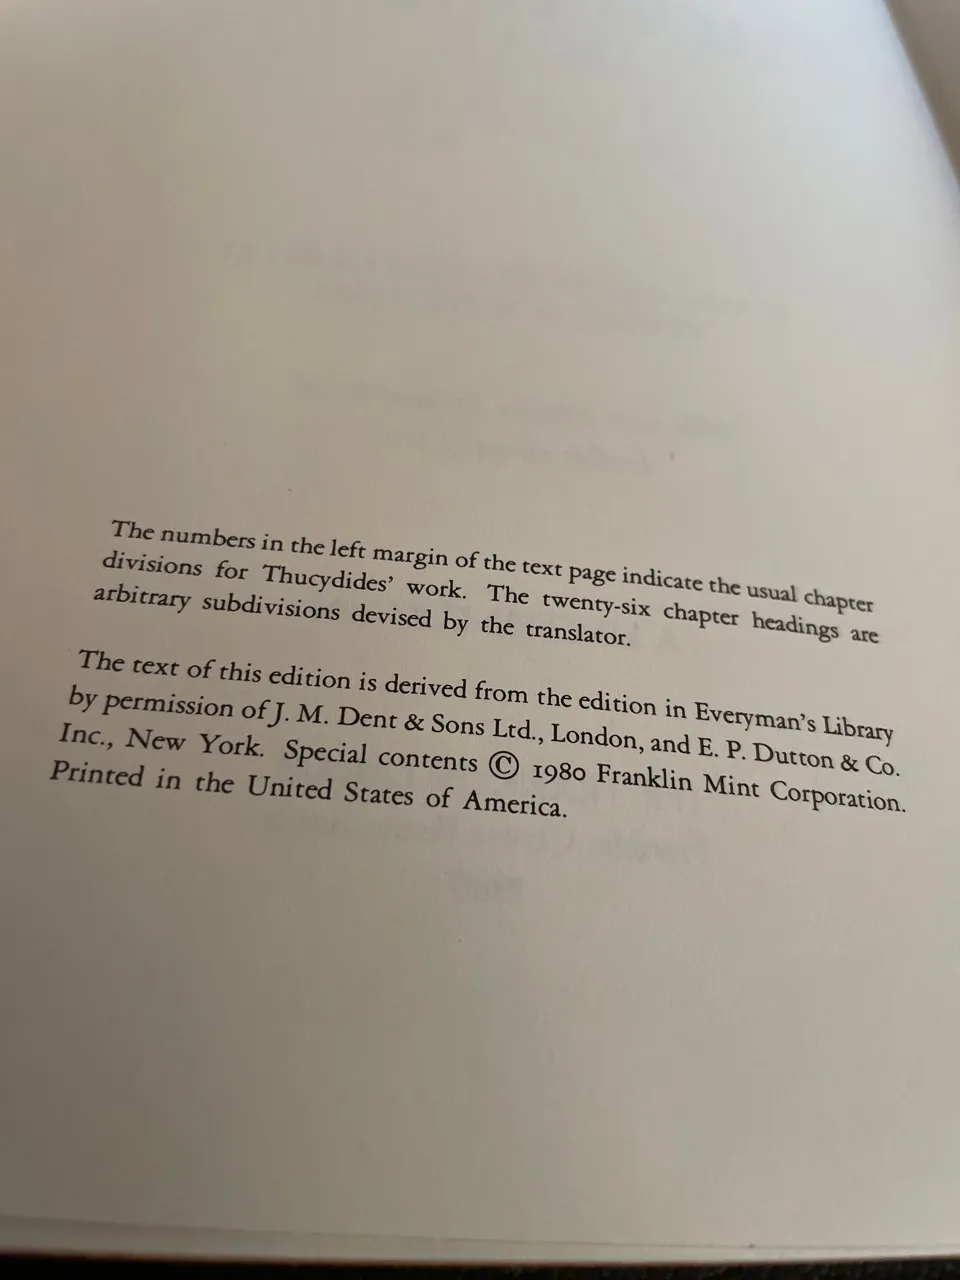 The numbers in the left margin of the text page indicate the usual chapter
divisions for Thucydides' work. The twenty-six chapter headings are
arbitrary subdivisions devised by the translator.
The text of this edition is derived from the edition in Everyman's Library
by permission of J. M. Dent & Sons Ltd., London, and E. P. Dutton & Co.
Inc., New York. Special contents © 1980 Franklin Mint Corporation.
Printed in the United States of America.